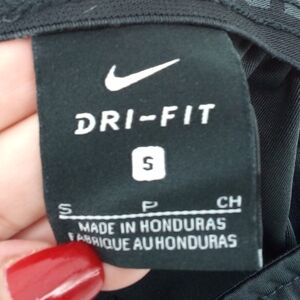 DRI-FIT
S
S P CH
MADE IN HONDURAS
FABRIQUE AU HONDURAS